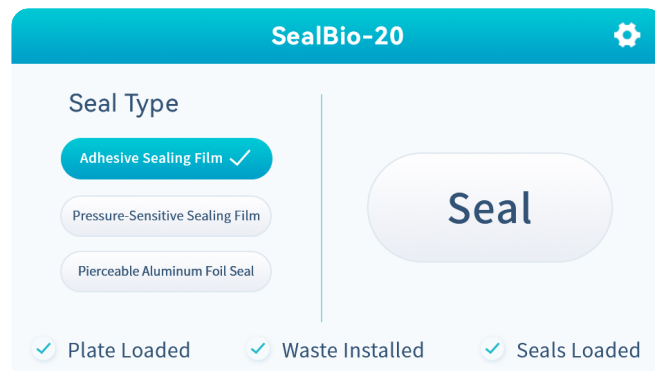 SealBio-20
Seal Type
Adhesive Sealing Film
Pressure-Sensitive Sealing Film
Pierceable Aluminum Foil Seal
Seal
Plate Loaded
Waste Installed
Seals Loaded